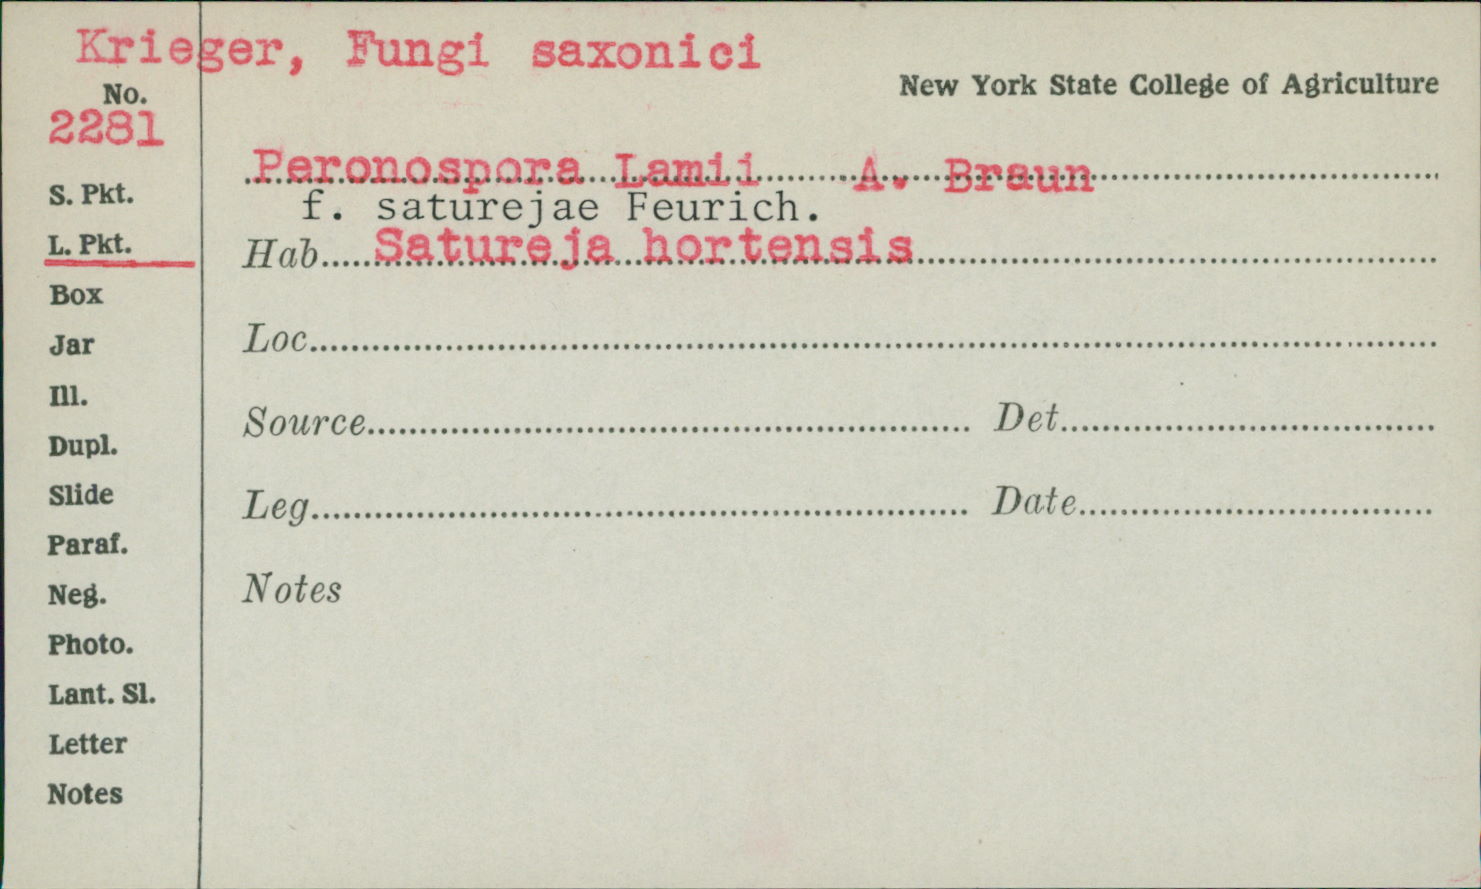 Krieger, Fungi saxonici
New York State College of Agriculture
No.
2281
Peronospora Lamii A. Braun
f. saturejae Feurich.
Hab. Satureja hortensis
Loc.
Source
Det.
Leg.
Date
Notes
S. Pkt.
L. Pkt.
Box
Jar
Ill.
Dupl.
Slide
Paraf.
Neg.
Photo.
Lant. Sl.
Letter
Notes